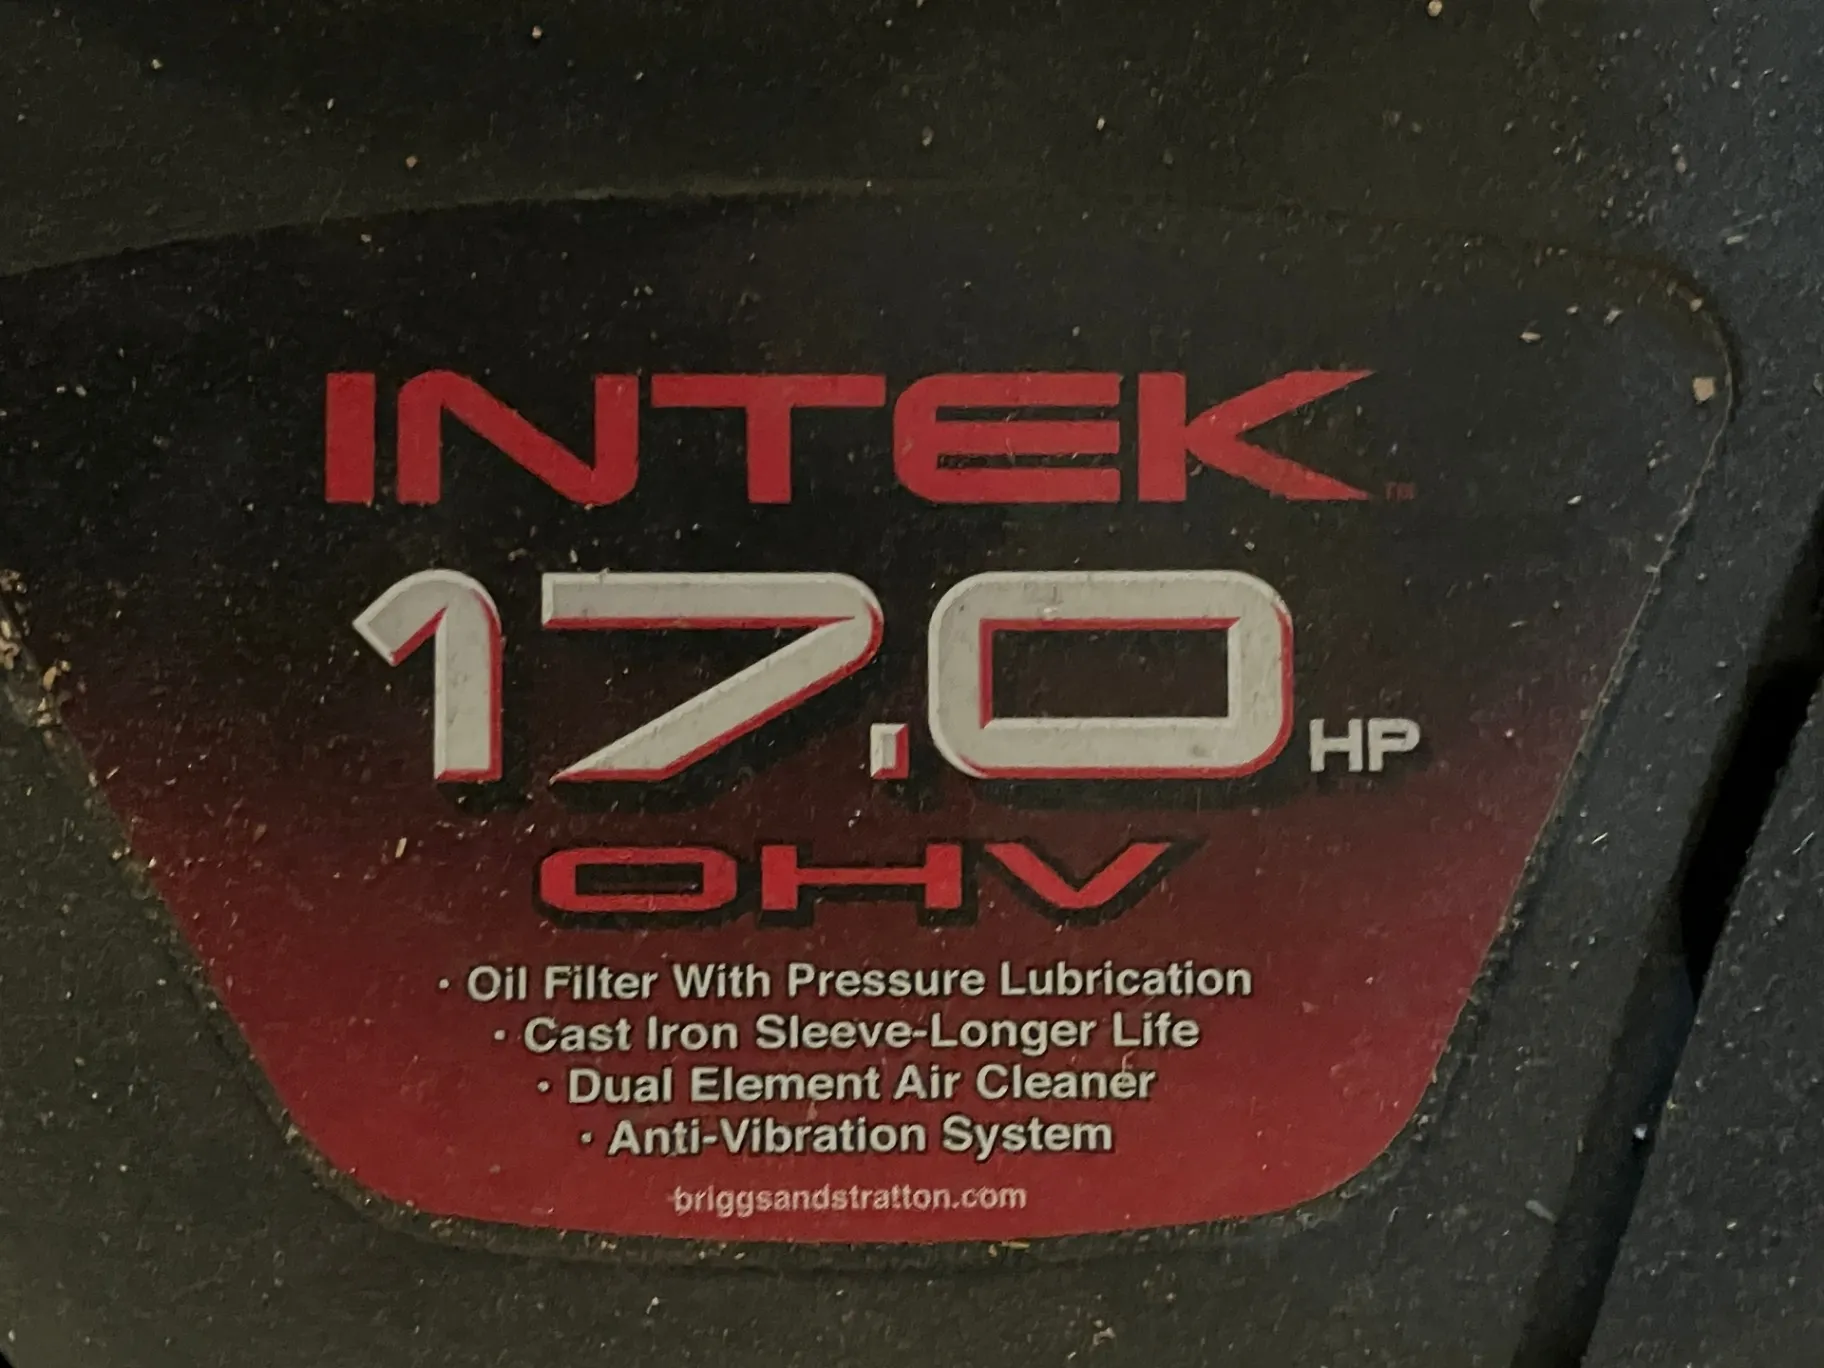 INTEK™
17.0 HP
OHV
· Oil Filter With Pressure Lubrication
· Cast Iron Sleeve-Longer Life
· Dual Element Air Cleaner
· Anti-Vibration System
briggsandstratton.com